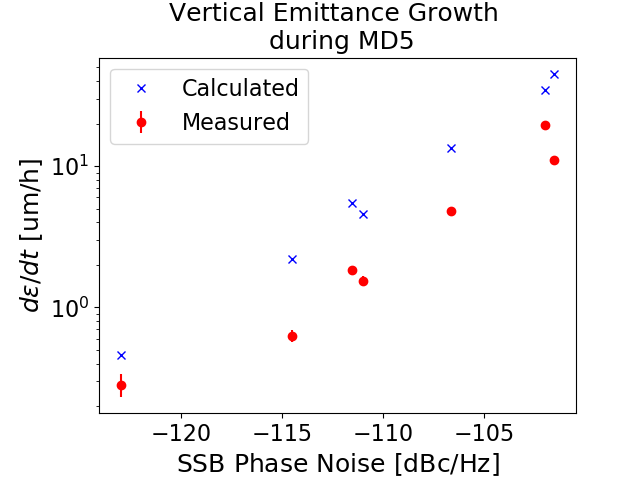 Vertical Emittance Growth
during MD5
Calculated
Measured
dε/dt [um/h]
10¹
10⁰
−120 −115 −110 −105
SSB Phase Noise [dBc/Hz]